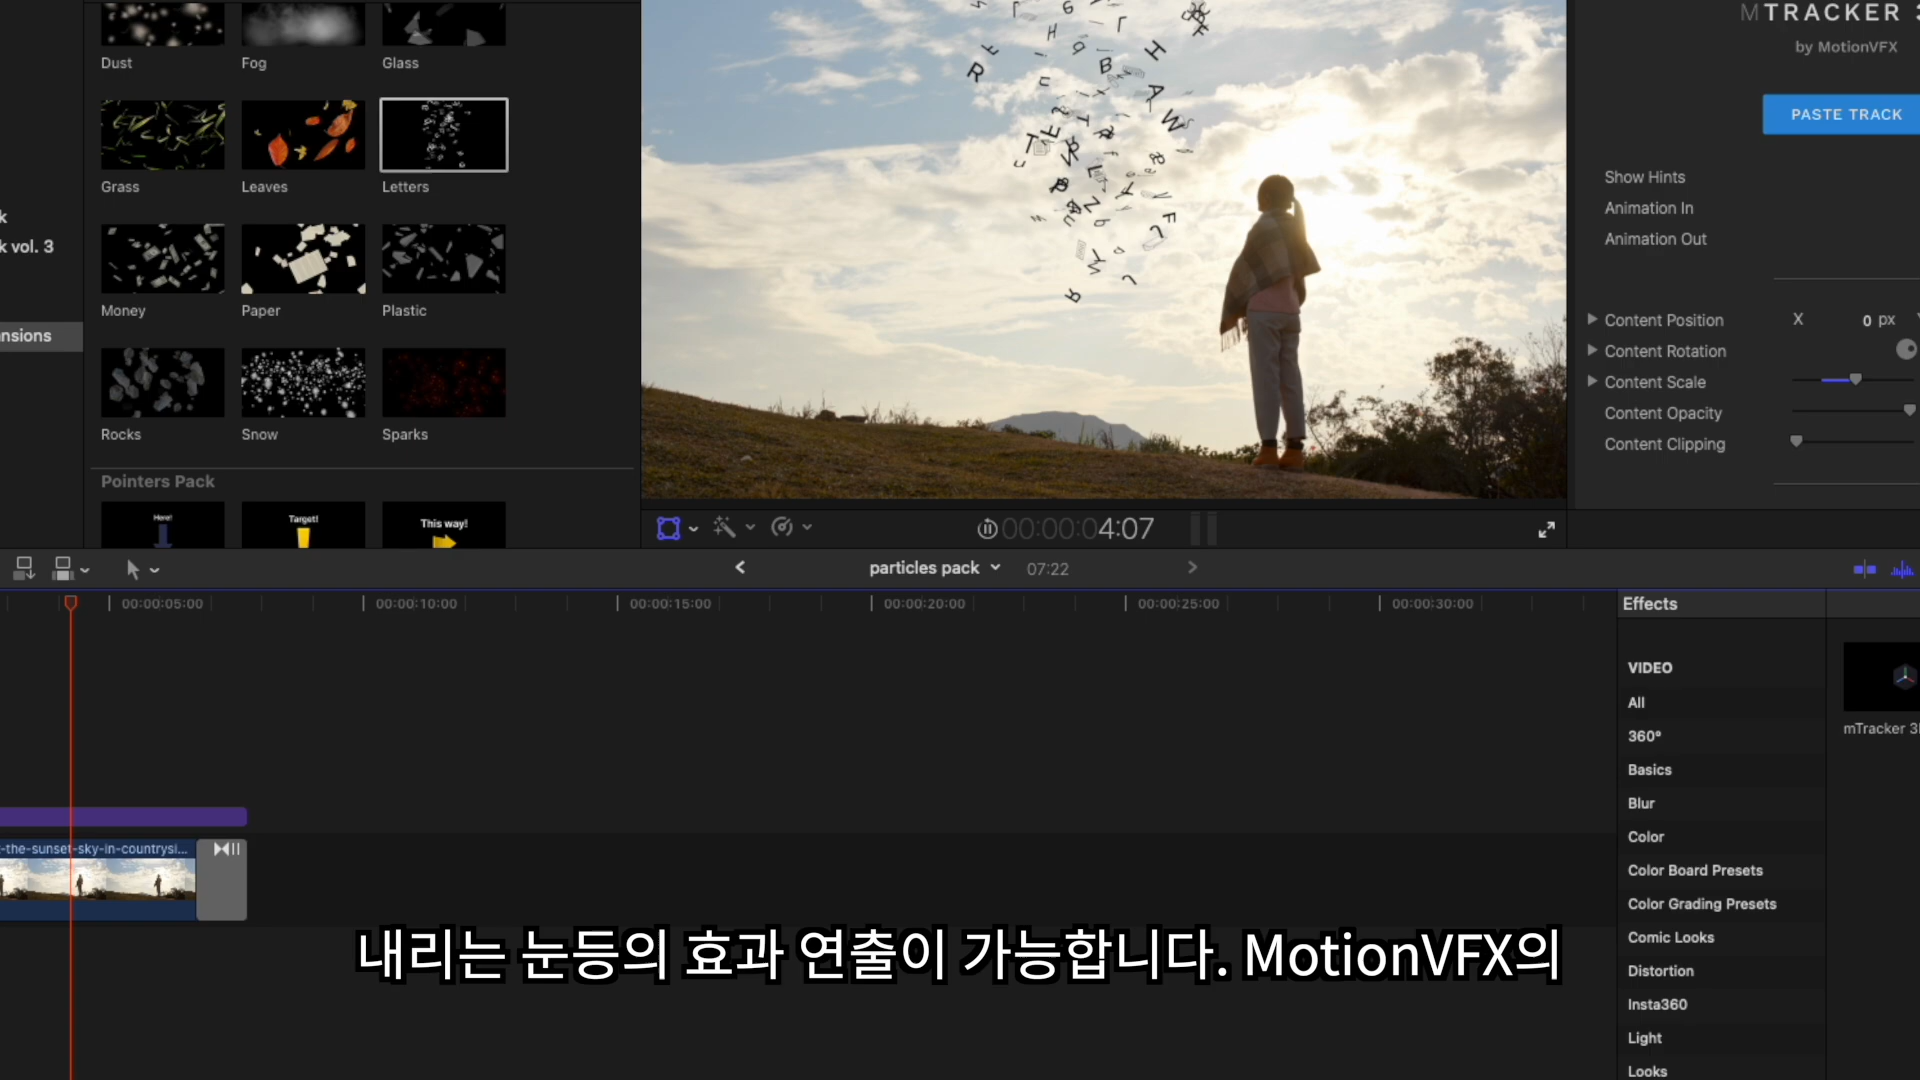 Dust
Fog
Glass
Grass
Leaves
Letters
k
k vol. 3
Money
Paper
Plastic
nsions
Rocks
Snow
Sparks
Pointers Pack
Here!
Target!
This way!
MTRACKER 3
by MotionVFX
PASTE TRACK
Show Hints
Animation In
Animation Out
Content Position X 0 px
Content Rotation
Content Scale
Content Opacity
Content Clipping
00:00:04:07
particles pack 07:22
00:00:05:00
00:00:10:00
00:00:15:00
00:00:20:00
00:00:25:00
00:00:30:00
Effects
VIDEO
All
360°
Basics
Blur
Color
Color Board Presets
Color Grading Presets
Comic Looks
Distortion
Insta360
Light
Looks
mTracker 3
-the-sunset-sky-in-countrysi...
내리는 눈등의 효과 연출이 가능합니다. MotionVFX의